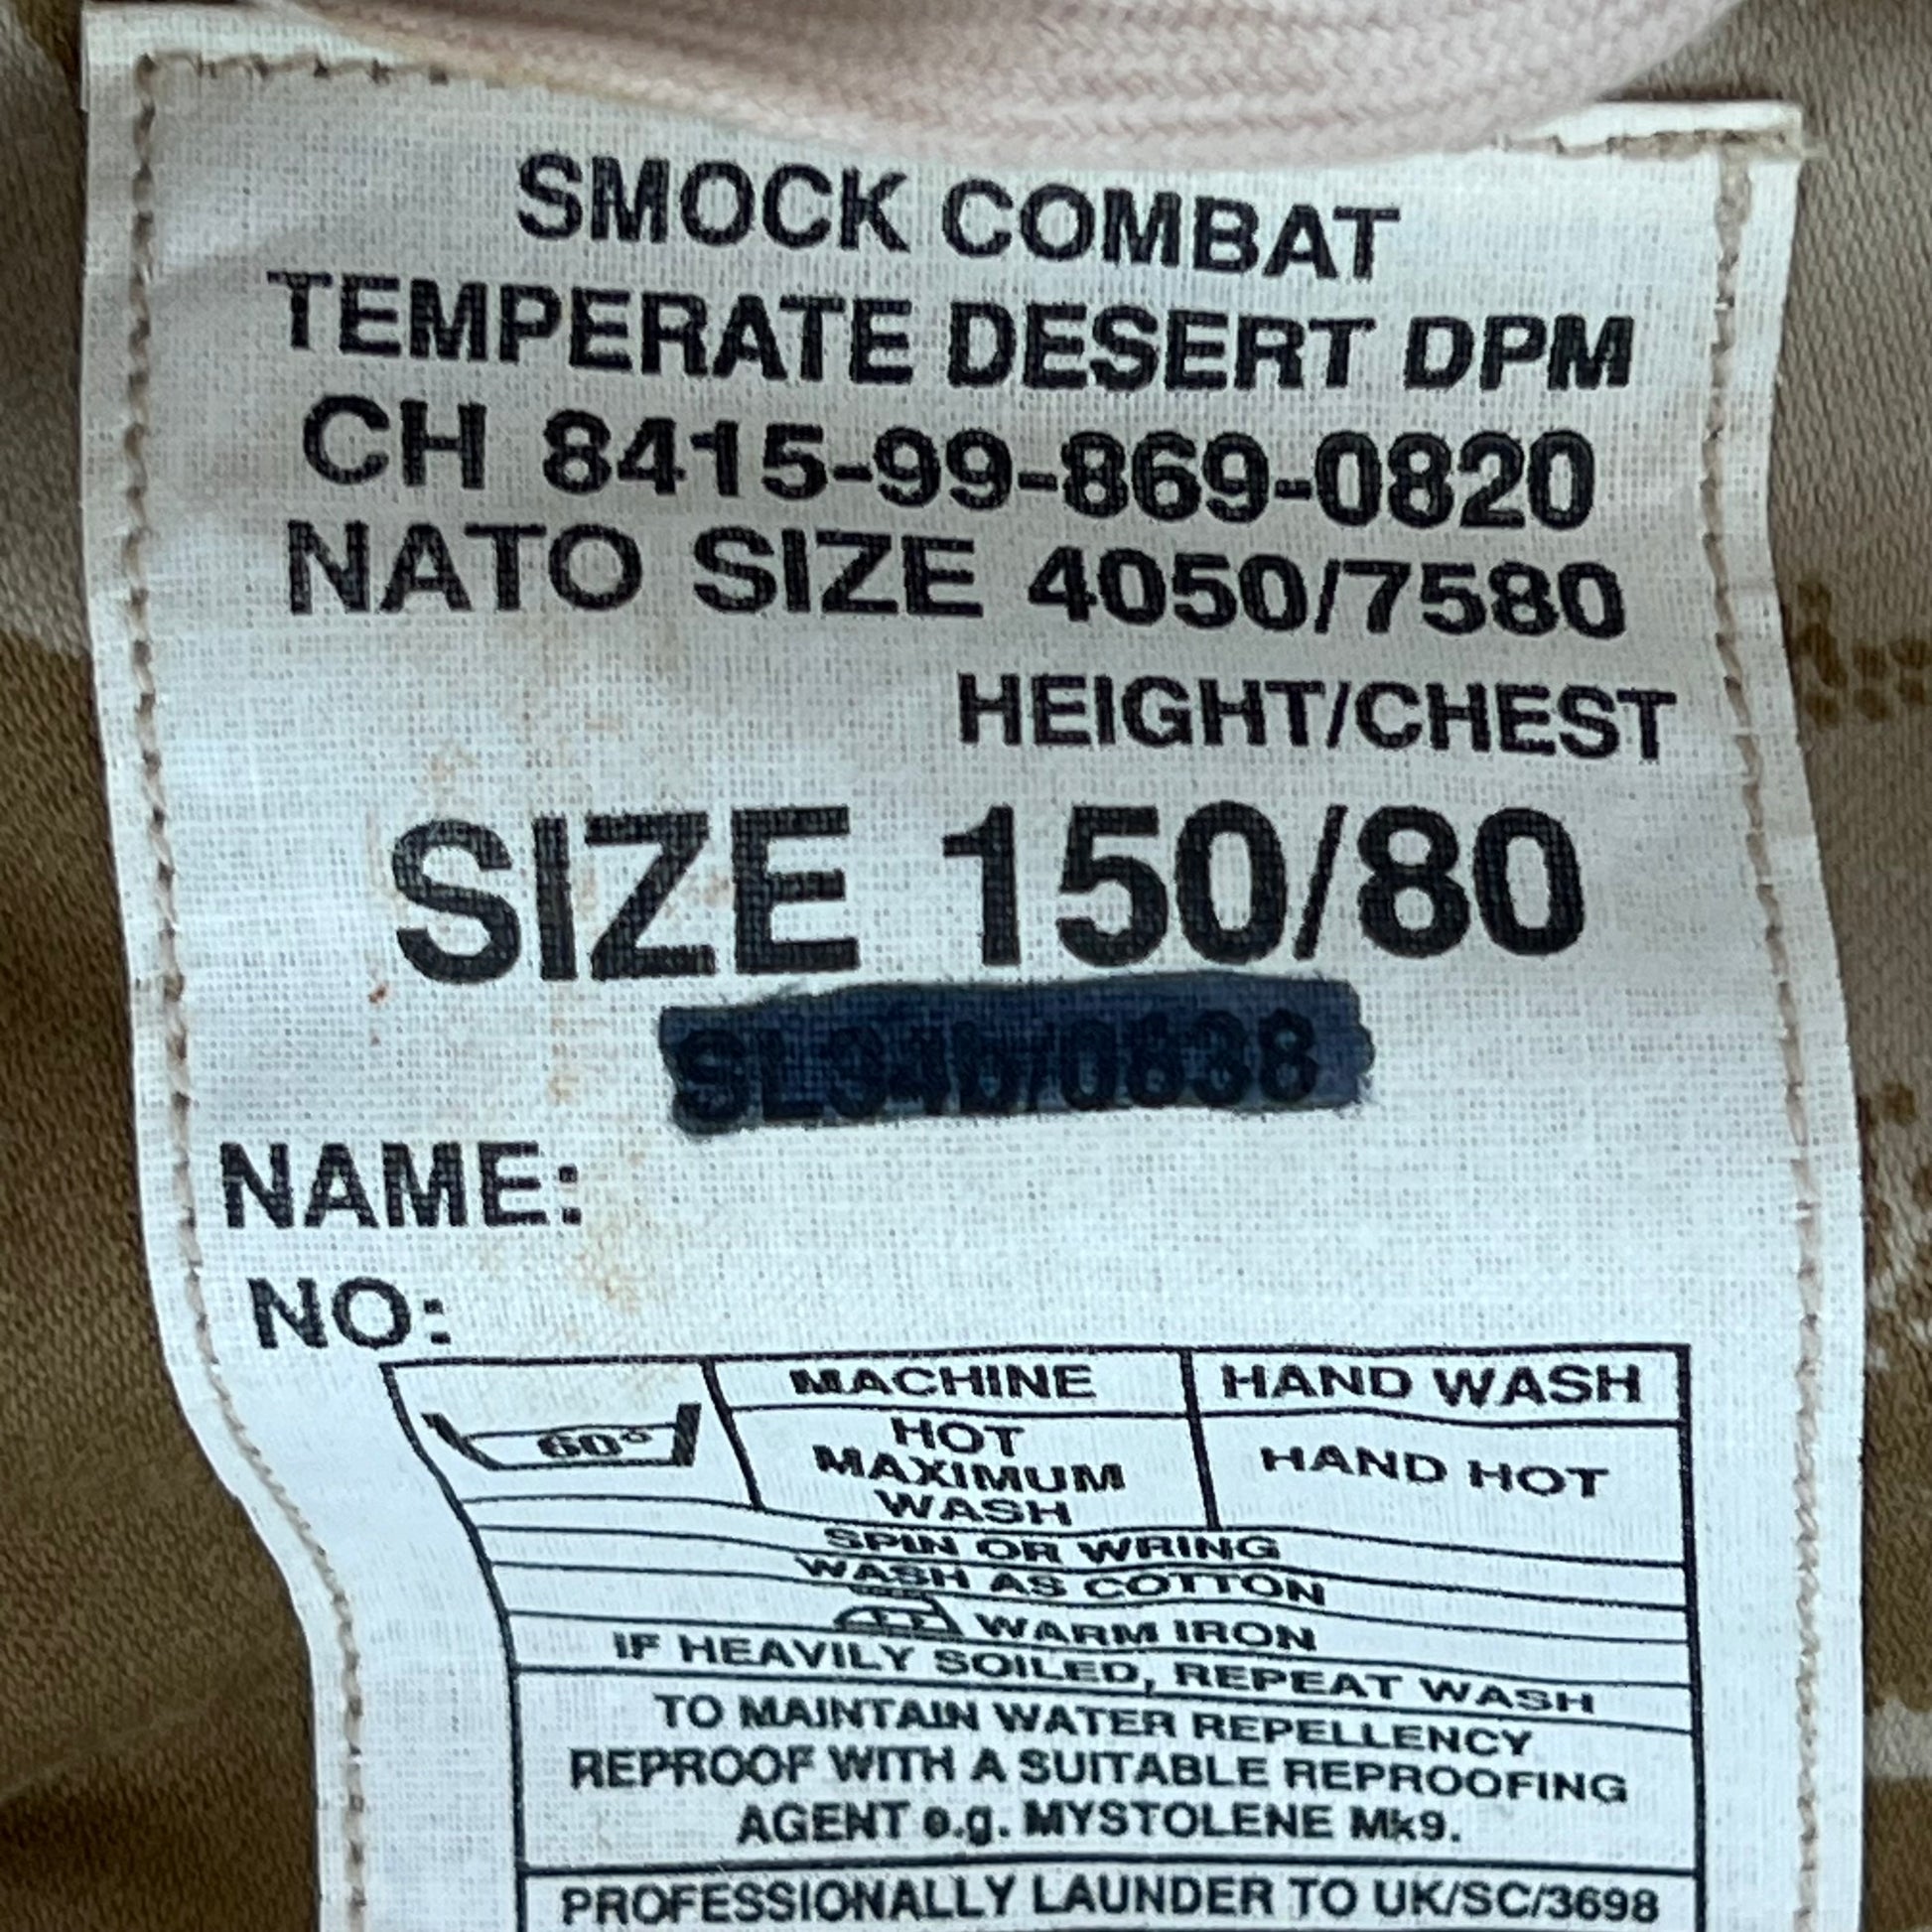 SMOCK COMBAT
TEMPERATE DESERT DPM
CH 8415-99-869-0820
NATO SIZE 4050/7580
HEIGHT/CHEST
SIZE 150/80
NAME:
NO:
60° MACHINE HAND WASH
HOT MAXIMUM WASH HAND HOT
SPIN OR WRING
WASH AS COTTON
WARM IRON
IF HEAVILY SOILED, REPEAT WASH
TO MAINTAIN WATER REPELLENCY
REPROOF WITH A SUITABLE REPROOFING
AGENT e.g. MYSTOLENE Mk9.
PROFESSIONALLY LAUNDER TO UK/SC/3698